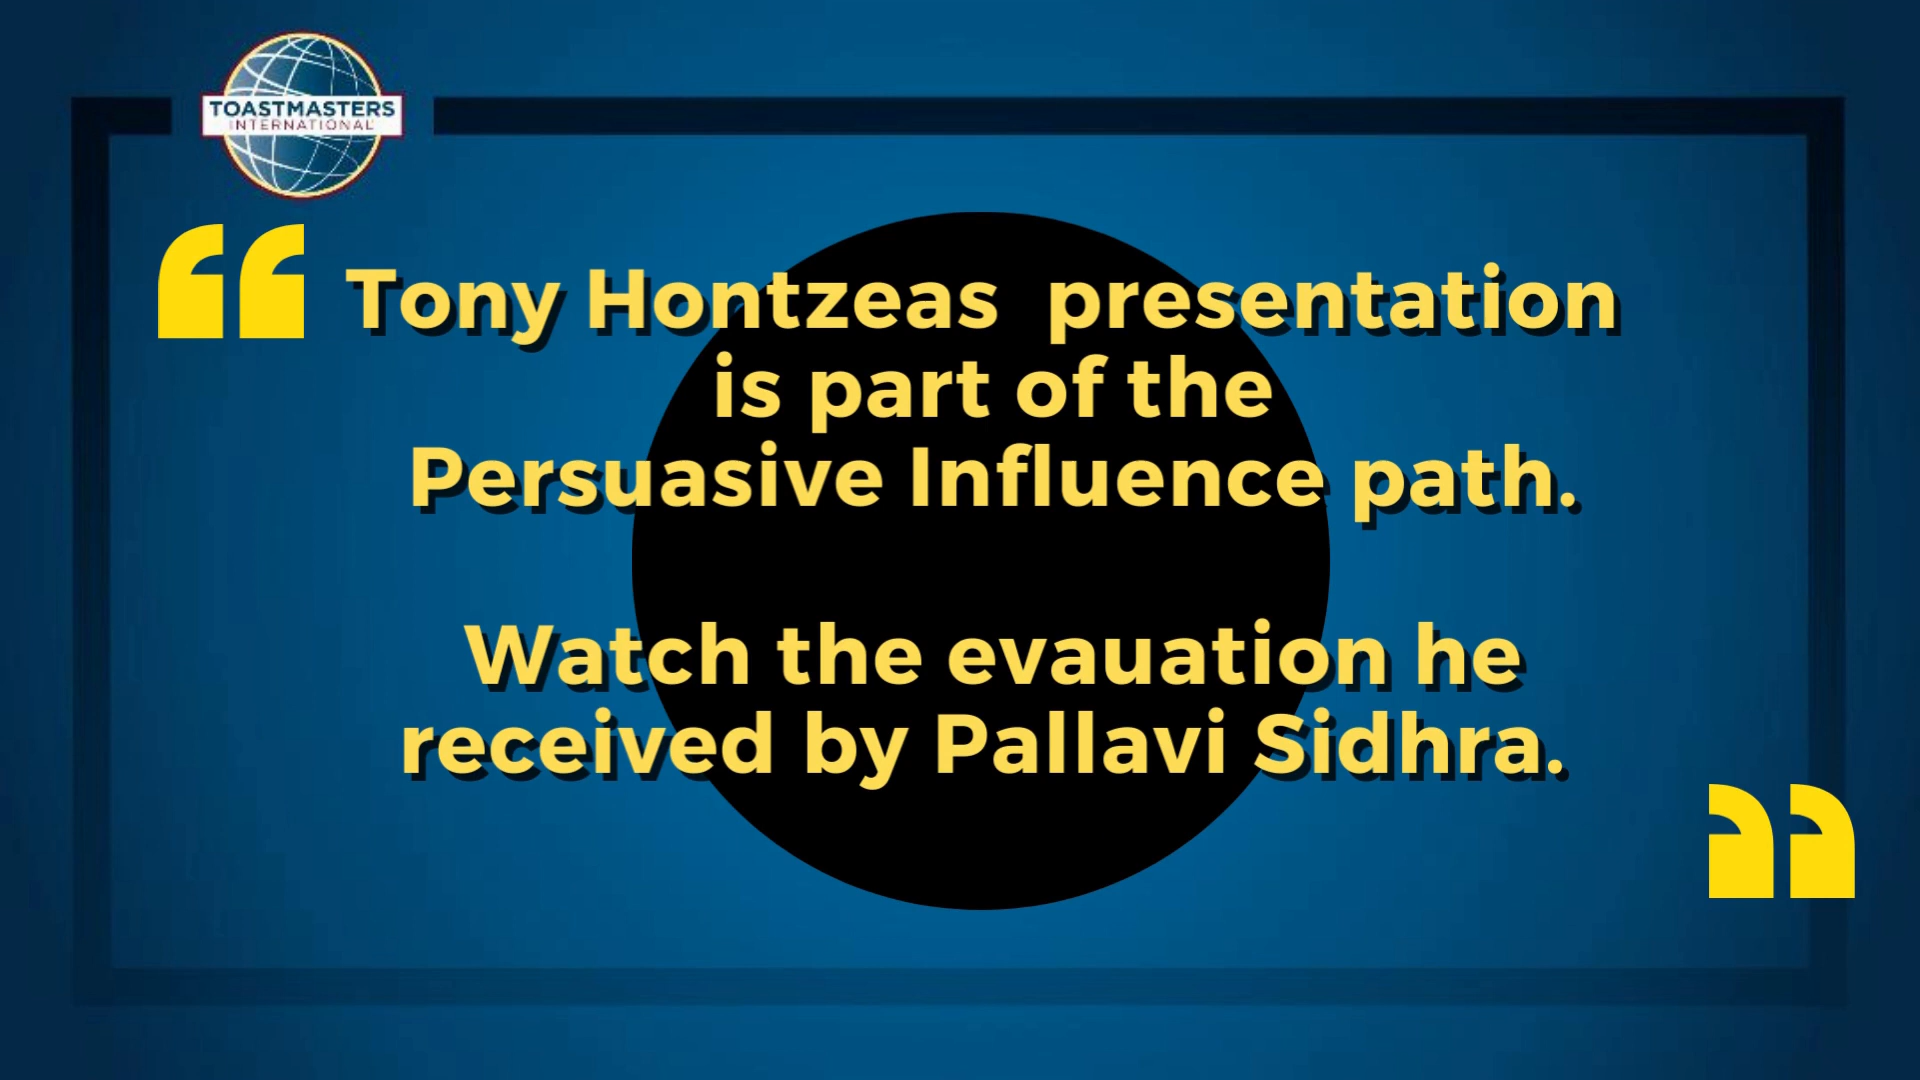 TOASTMASTERS
INTERNATIONAL
“Tony Hontzeas  presentation
is part of the
Persuasive Influence path.
Watch the evauation he
received by Pallavi Sidhra.
”